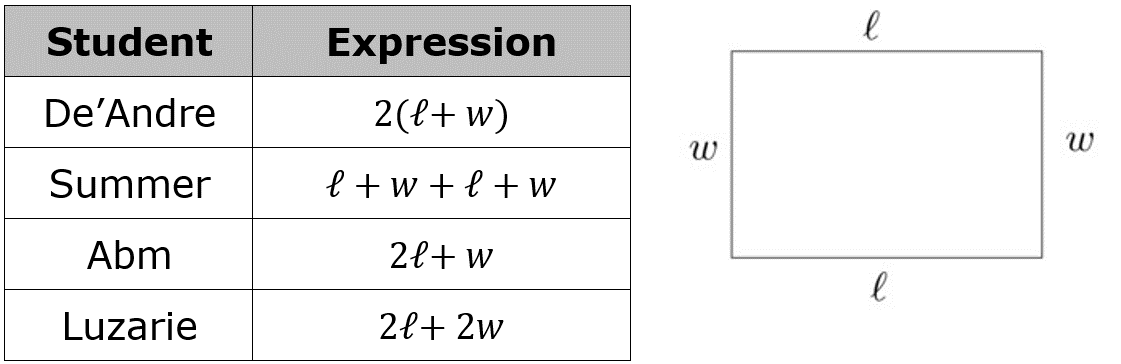 Student Expression
De’Andre 2(ℓ+ w)
Summer ℓ + w + ℓ + w
Abm 2ℓ+ w
Luzarie 2ℓ+ 2w
ℓ
w w
ℓ